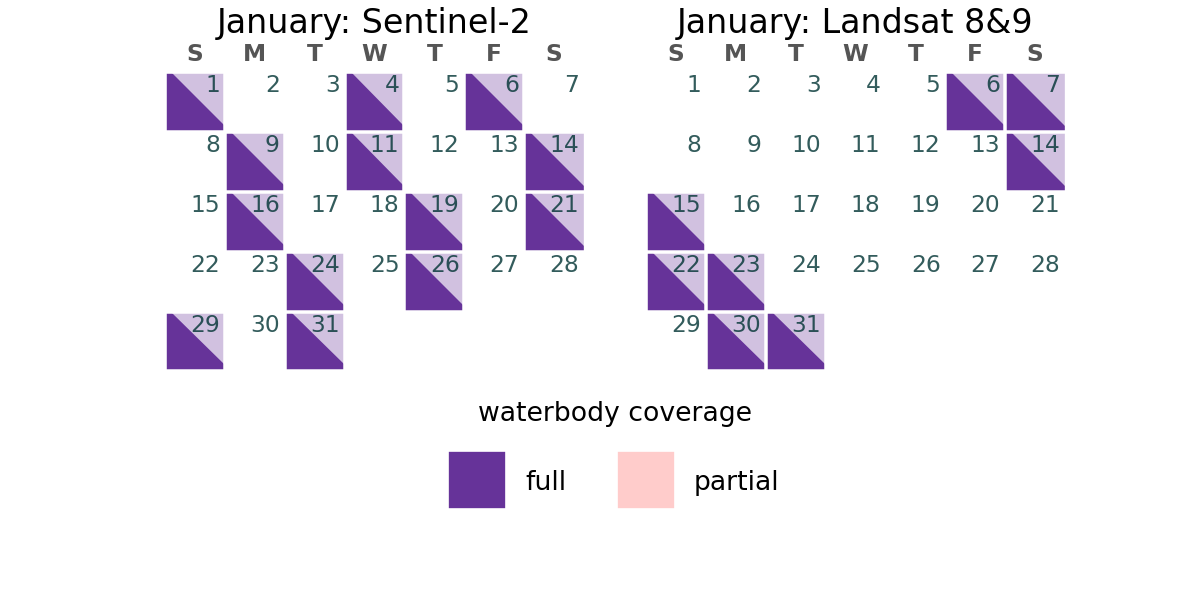 January: Sentinel-2
S M T W T F S
1 2 3 4 5 6 7
8 9 10 11 12 13 14
15 16 17 18 19 20 21
22 23 24 25 26 27 28
29 30 31
January: Landsat 8&9
S M T W T F S
1 2 3 4 5 6 7
8 9 10 11 12 13 14
15 16 17 18 19 20 21
22 23 24 25 26 27 28
29 30 31
waterbody coverage
full partial